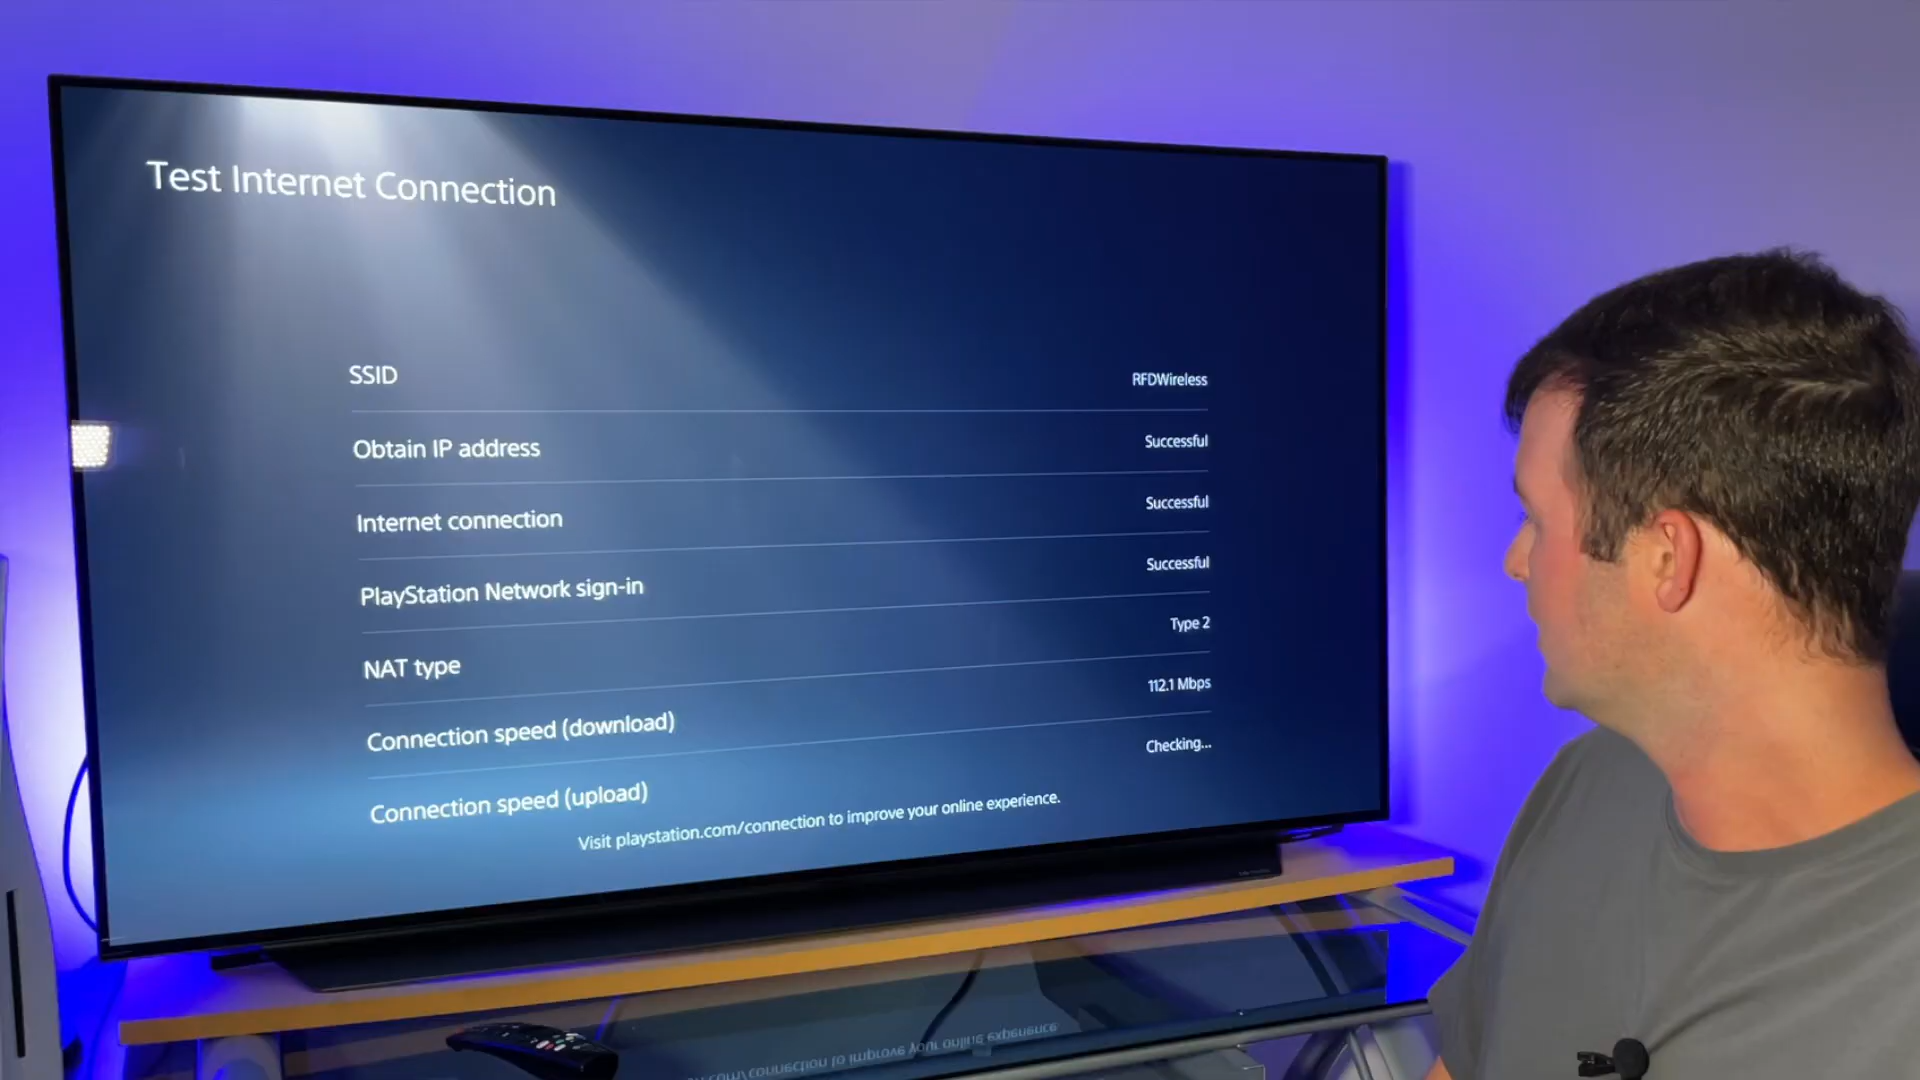 Test Internet Connection
SSID RFDWireless
Obtain IP address Successful
Internet connection Successful
PlayStation Network sign-in Successful
NAT type Type 2
Connection speed (download) 112.1 Mbps
Connection speed (upload) Checking...
Visit playstation.com/connection to improve your online experience.